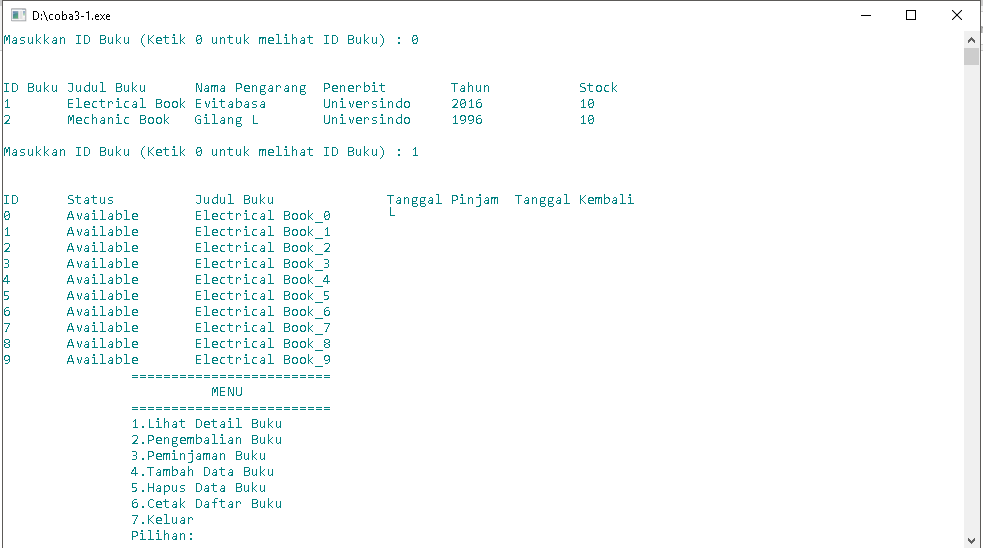 D:\coba3-1.exe
Masukkan ID Buku (Ketik 0 untuk melihat ID Buku) : 0
ID Buku Judul Buku Nama Pengarang Penerbit Tahun Stock
1 Electrical Book Evitabasa Universindo 2016 10
2 Mechanic Book Gilang L Universindo 1996 10
Masukkan ID Buku (Ketik 0 untuk melihat ID Buku) : 1
ID Status Judul Buku Tanggal Pinjam Tanggal Kembali
0 Available Electrical Book_0 L
1 Available Electrical Book_1
2 Available Electrical Book_2
3 Available Electrical Book_3
4 Available Electrical Book_4
5 Available Electrical Book_5
6 Available Electrical Book_6
7 Available Electrical Book_7
8 Available Electrical Book_8
9 Available Electrical Book_9
=========================
MENU
=========================
1.Lihat Detail Buku
2.Pengembalian Buku
3.Peminjaman Buku
4.Tambah Data Buku
5.Hapus Data Buku
6.Cetak Daftar Buku
7.Keluar
Pilihan: